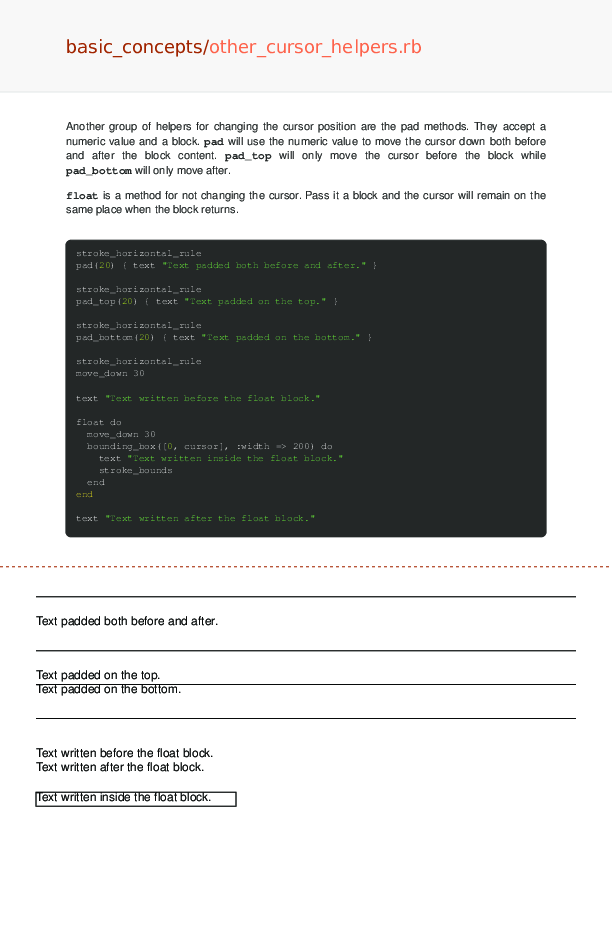 basic_concepts/other_cursor_helpers.rb
Another group of helpers for changing the cursor position are the pad methods. They accept a
numeric value and a block. pad will use the numeric value to move the cursor down both before
and after the block content. pad_top will only move the cursor before the block while
pad_bottom will only move after.
float is a method for not changing the cursor. Pass it a block and the cursor will remain on the
same place when the block returns.
stroke_horizontal_rule
pad(20) { text "Text padded both before and after." }
stroke_horizontal_rule
pad_top(20) { text "Text padded on the top." }
stroke_horizontal_rule
pad_bottom(20) { text "Text padded on the bottom." }
stroke_horizontal_rule
move_down 30
text "Text written before the float block."
float do
  move_down 30
  bounding_box([0, cursor], :width => 200) do
    text "Text written inside the float block."
    stroke_bounds
  end
end
text "Text written after the float block."
Text padded both before and after.
Text padded on the top.
Text padded on the bottom.
Text written before the float block.
Text written after the float block.
Text written inside the float block.